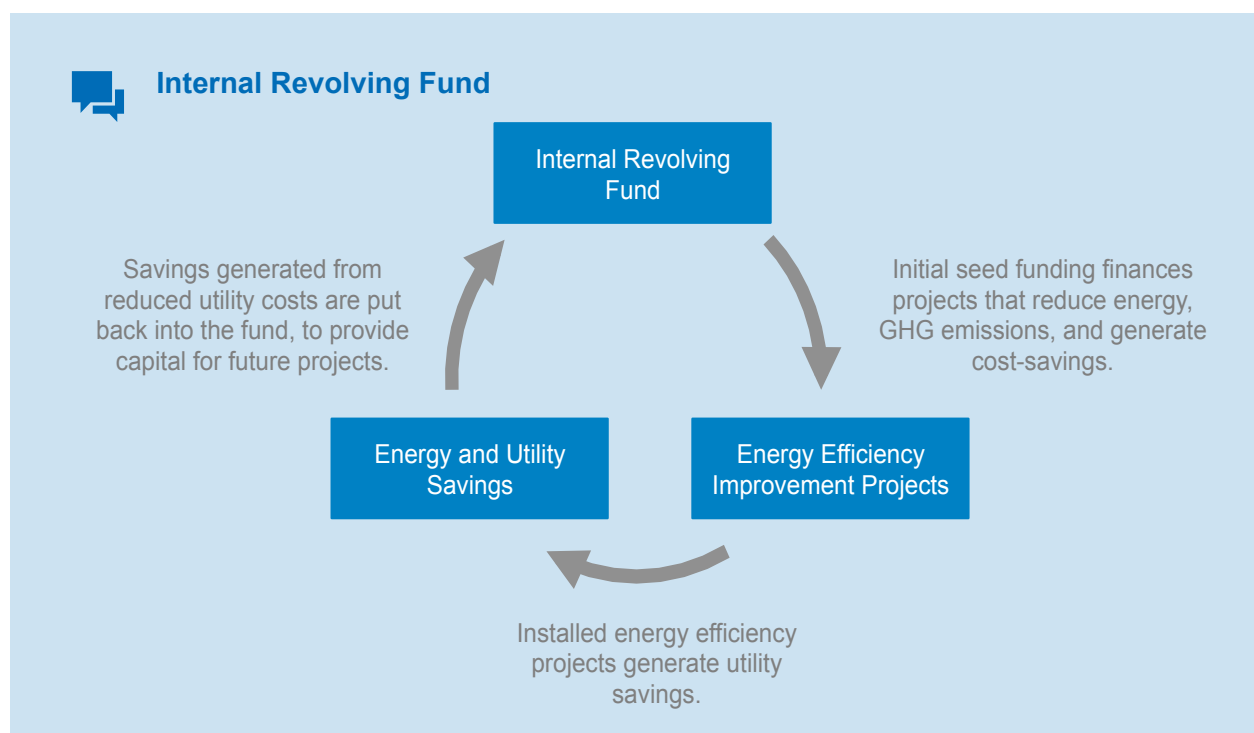 Internal Revolving Fund
Internal Revolving
Fund
Savings generated from
reduced utility costs are put
back into the fund, to provide
capital for future projects.
Initial seed funding finances
projects that reduce energy,
GHG emissions, and generate
cost-savings.
Energy and Utility
Savings
Energy Efficiency
Improvement Projects
Installed energy efficiency
projects generate utility
savings.